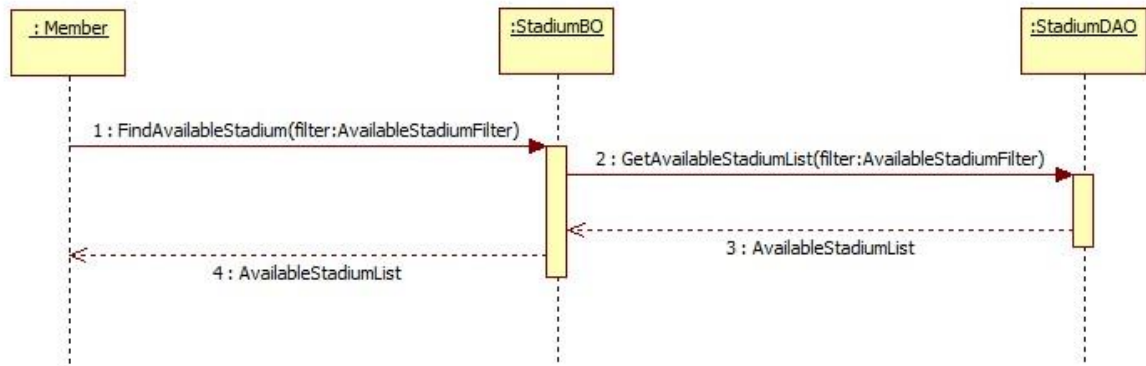 : Member
:StadiumBO
:StadiumDAO
1 : FindAvailableStadium(filter:AvailableStadiumFilter)
2 : GetAvailableStadiumList(filter:AvailableStadiumFilter)
3 : AvailableStadiumList
4 : AvailableStadiumList